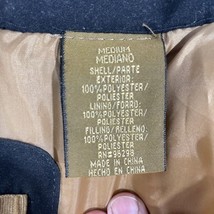 MEDIUM
MEDIANO
SHELL/PARTE
EXTERIOR:
100%POLYESTER/
POLIESTER
LINING/FORRO:
100%POLYESTER/
POLIESTER
FILLING/RELLENO:
100%POLYESTER/
POLIESTER
RN#98298
MADE IN CHINA
HECHO EN CHINA